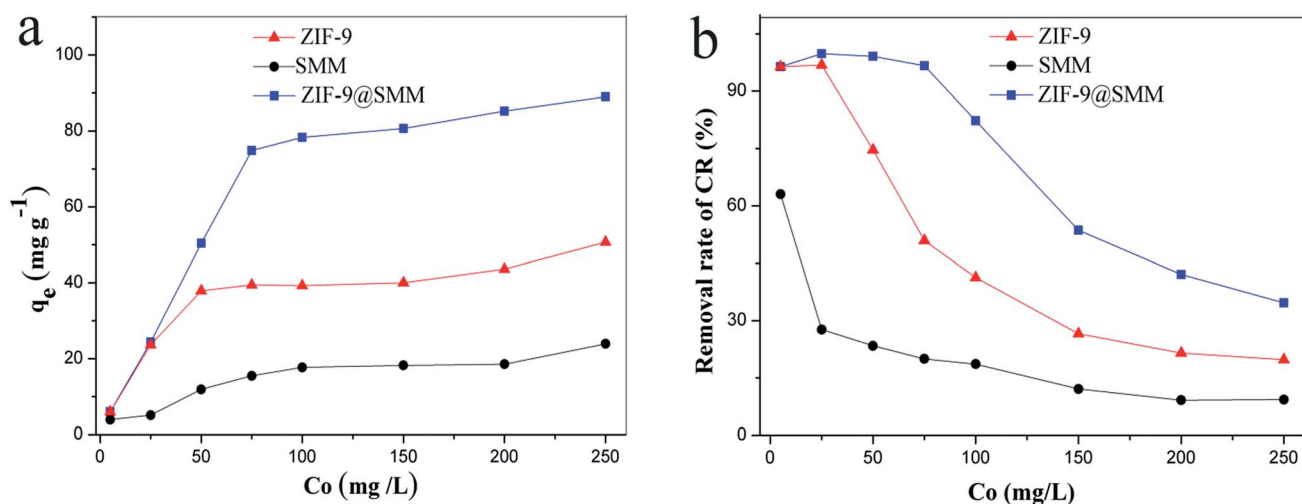 a
ZIF-9
SMM
ZIF-9@SMM
100
80
60
40
20
0
qe (mg g-1)
0
50
100
150
200
250
Co (mg /L)
b
ZIF-9
SMM
ZIF-9@SMM
90
60
30
0
Removal rate of CR (%)
0
50
100
150
200
250
Co (mg/L)